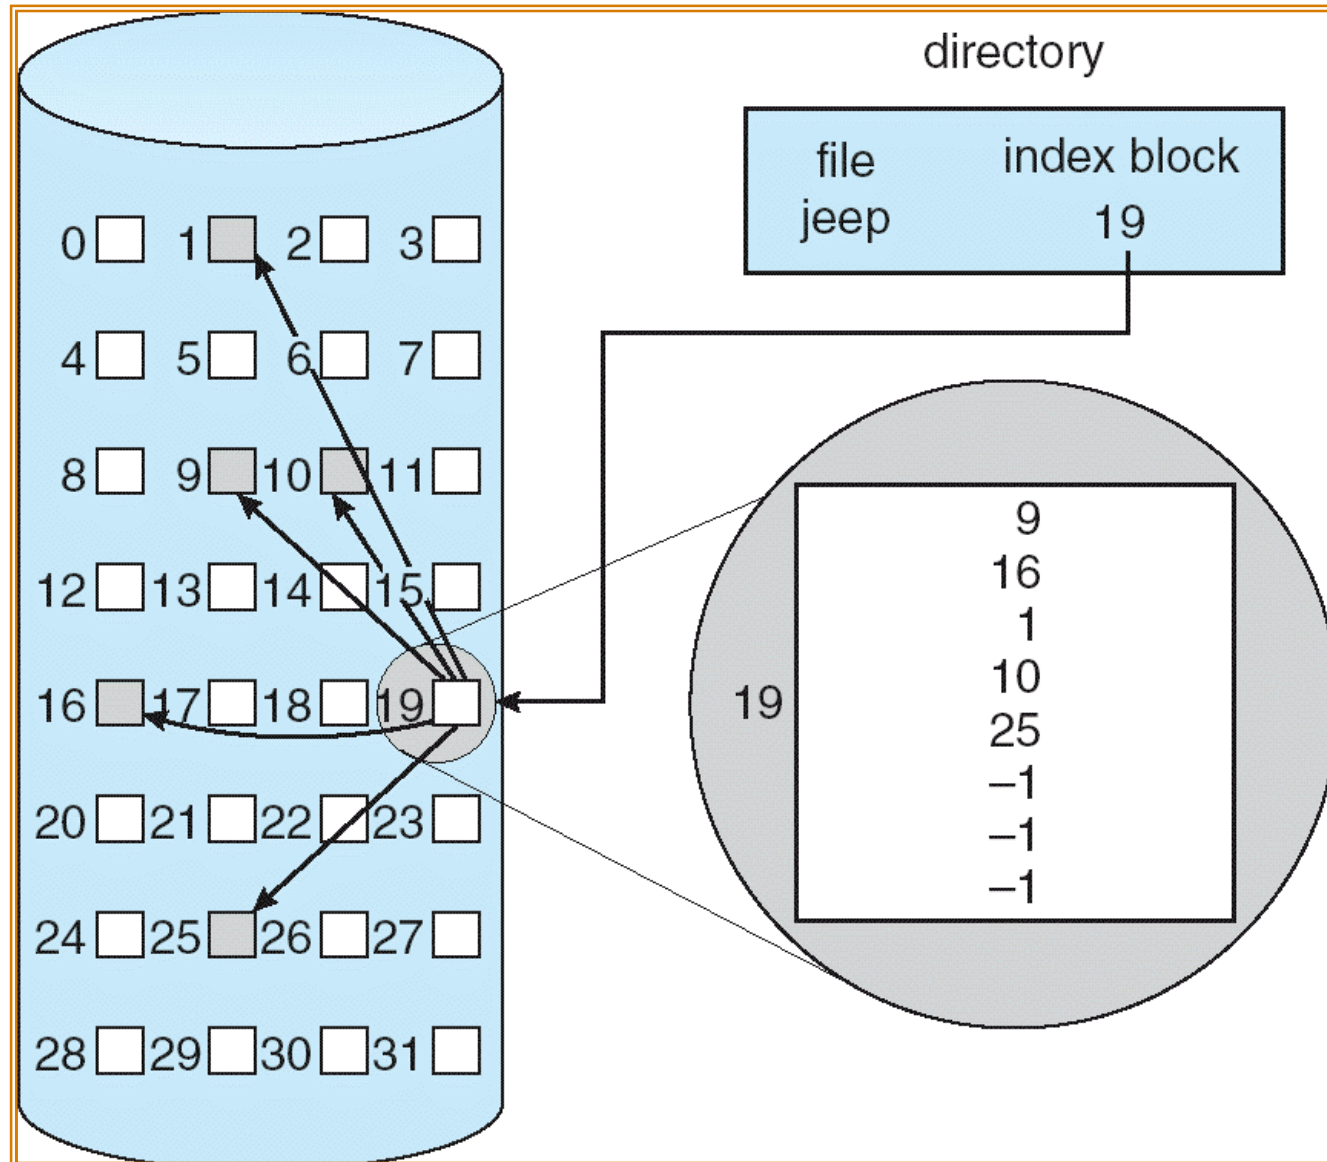 directory
file index block
jeep 19
0 1 2 3
4 5 6 7
8 9 10 11
12 13 14 15
16 17 18 19
20 21 22 23
24 25 26 27
28 29 30 31
19
9
16
1
10
25
–1
–1
–1